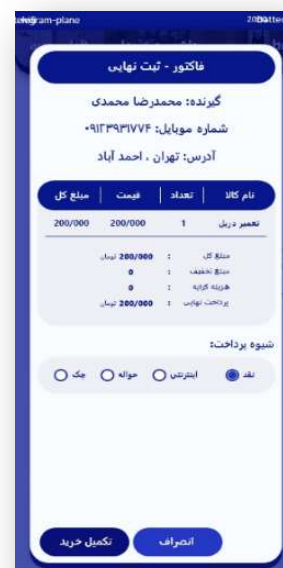 فاکتور - ثبت نهایی
گیرنده: محمدرضا محمدی
شماره موبایل: ۰۹۱۲۳۹۳۱۷۷۴
آدرس: تهران ، احمد آباد
نام کالا تعداد قیمت مبلغ کل
تعمیر دریل 1 200/000 200/000
مبلغ کل : 200/000 تومان
مبلغ تخفیف : 0
هزینه کرایه : 0
پرداخت نهایی : 200/000 تومان
شیوه پرداخت:
نقد اینترنتی حواله چک
انصراف تکمیل خرید